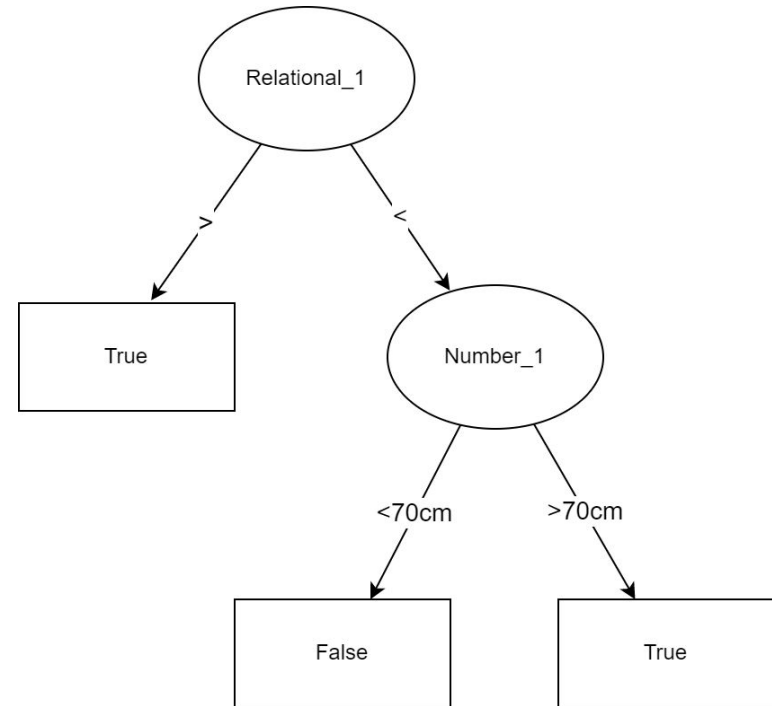 Relational_1
>
<
True
Number_1
<70cm
>70cm
False
True